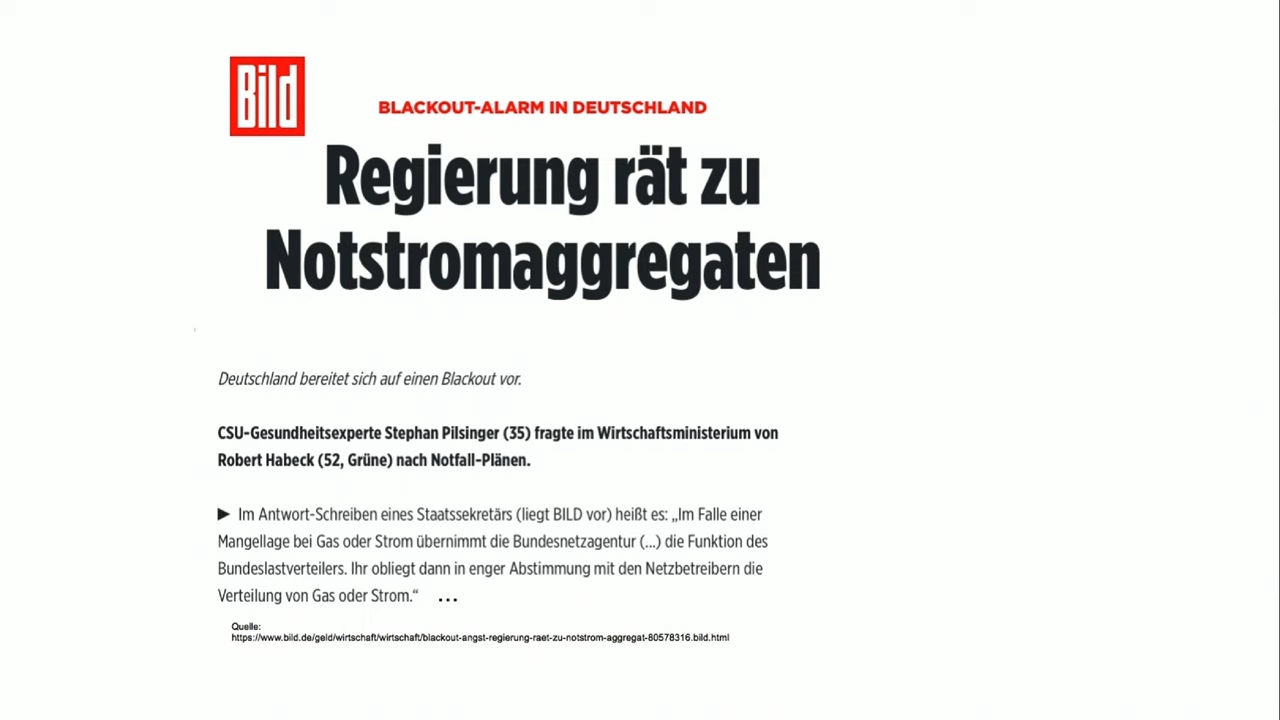 Bild
BLACKOUT-ALARM IN DEUTSCHLAND
Regierung rät zu
Notstromaggregaten
Deutschland bereitet sich auf einen Blackout vor.
CSU-Gesundheitsexperte Stephan Pilsinger (35) fragte im Wirtschaftsministerium von
Robert Habeck (52, Grüne) nach Notfall-Plänen.
► Im Antwort-Schreiben eines Staatssekretärs (liegt BILD vor) heißt es: „Im Falle einer
Mangellage bei Gas oder Strom übernimmt die Bundesnetzagentur (...) die Funktion des
Bundeslastverteilers. Ihr obliegt dann in enger Abstimmung mit den Netzbetreibern die
Verteilung von Gas oder Strom.“ ...
Quelle:
https://www.bild.de/geld/wirtschaft/wirtschaft/blackout-angst-regierung-raet-zu-notstrom-aggregat-80578316.bild.html